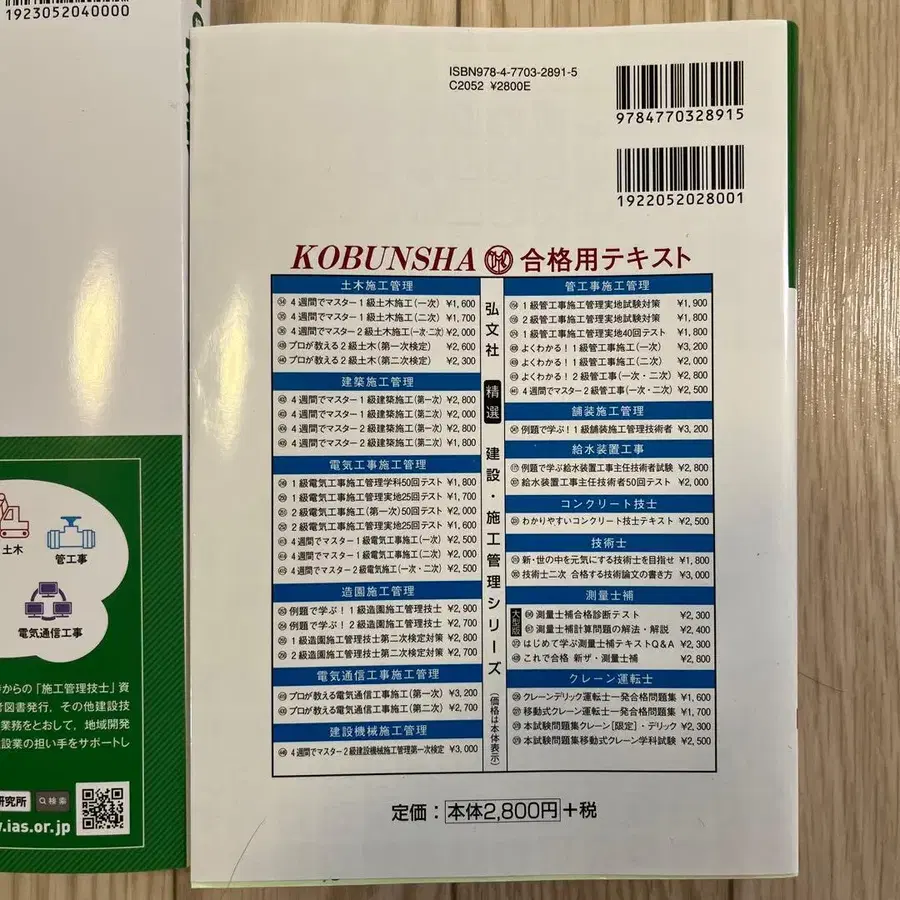 1923052040000
土木
管工事
電気通信工事
からの「施工管理技士」資
図書発行、その他建設技
業務をとおして、地域開発
設業の担い手をサポートし
研究所
検索
.ias.or.jp
ISBN978-4-7703-2891-5
C2052 ¥2800E
9784770328915
1922052028001
KOBUNSHA 合格用テキスト
土木施工管理
4週間でマスター1級土木施工(一次) ¥1,600
4週間でマスター1級土木施工(二次) ¥1,700
4週間でマスター2級土木施工(一次・二次) ¥2,000
プロが教える2級土木(第一次検定) ¥2,600
プロが教える2級土木(第二次検定) ¥2,300
建築施工管理
4週間でマスター1級建築施工(第一次) ¥2,800
4週間でマスター1級建築施工(第二次) ¥2,000
4週間でマスター2級建築施工(第一次) ¥2,800
4週間でマスター2級建築施工(第二次) ¥1,800
電気工事施工管理
1級電気工事施工管理学科50回テスト ¥1,800
1級電気工事施工管理実地25回テスト ¥1,700
2級電気工事施工(第一次)50回テスト ¥2,000
2級電気工事施工管理実地25回テスト ¥1,600
4週間でマスター1級電気工事施工(一次) ¥2,500
4週間でマスター1級電気工事施工(二次) ¥2,000
4週間でマスター2級電気施工(一次・二次) ¥2,500
造園施工管理
例題で学ぶ!1級造園施工管理技士 ¥2,900
例題で学ぶ!2級造園施工管理技士 ¥2,700
1級造園施工管理技士第二次検定対策 ¥2,800
2級造園施工管理技士第二次検定対策 ¥2,700
電気通信工事施工管理
プロが教える電気通信工事施工(第一次) ¥3,200
プロが教える電気通信工事施工(第二次) ¥2,700
建設機械施工管理
4週間でマスター2級建設機械施工管理第一次検定 ¥3,000
弘文社 精選 建設・施工管理シリーズ (価格は本体表示)
管工事施工管理
1級管工事施工管理実地試験対策 ¥1,900
2級管工事施工管理実地試験対策 ¥1,800
1級管工事施工管理実地40回テスト ¥1,800
よくわかる!1級管工事施工(一次) ¥3,200
よくわかる!1級管工事施工(二次) ¥2,000
よくわかる!2級管工事(一次・二次) ¥2,800
4週間でマスター2級管工事(一次・二次) ¥2,500
舗装施工管理
例題で学ぶ!1級舗装施工管理技術者 ¥3,200
給水装置工事
例題で学ぶ給水装置工事主任技術者試験 ¥2,800
給水装置工事主任技術者50回テスト ¥2,000
コンクリート技士
わかりやすいコンクリート技士テキスト ¥2,500
技術士
新・世の中を元気にする技術士を目指せ ¥1,800
技術士二次 合格する技術論文の書き方 ¥3,000
測量士補
大型版
測量士補合格診断テスト ¥2,300
測量士補計算問題の解法・解説 ¥2,400
はじめて学ぶ測量士補テキストQ&A ¥2,300
これで合格 新ザ・測量士補 ¥2,800
クレーン運転士
クレーンデリック運転士一発合格問題集 ¥1,600
移動式クレーン運転士一発合格問題集 ¥1,700
本試験問題集クレーン[限定]・デリック ¥2,300
本試験問題集移動式クレーン学科試験 ¥2,500
定価:本体2,800円+税